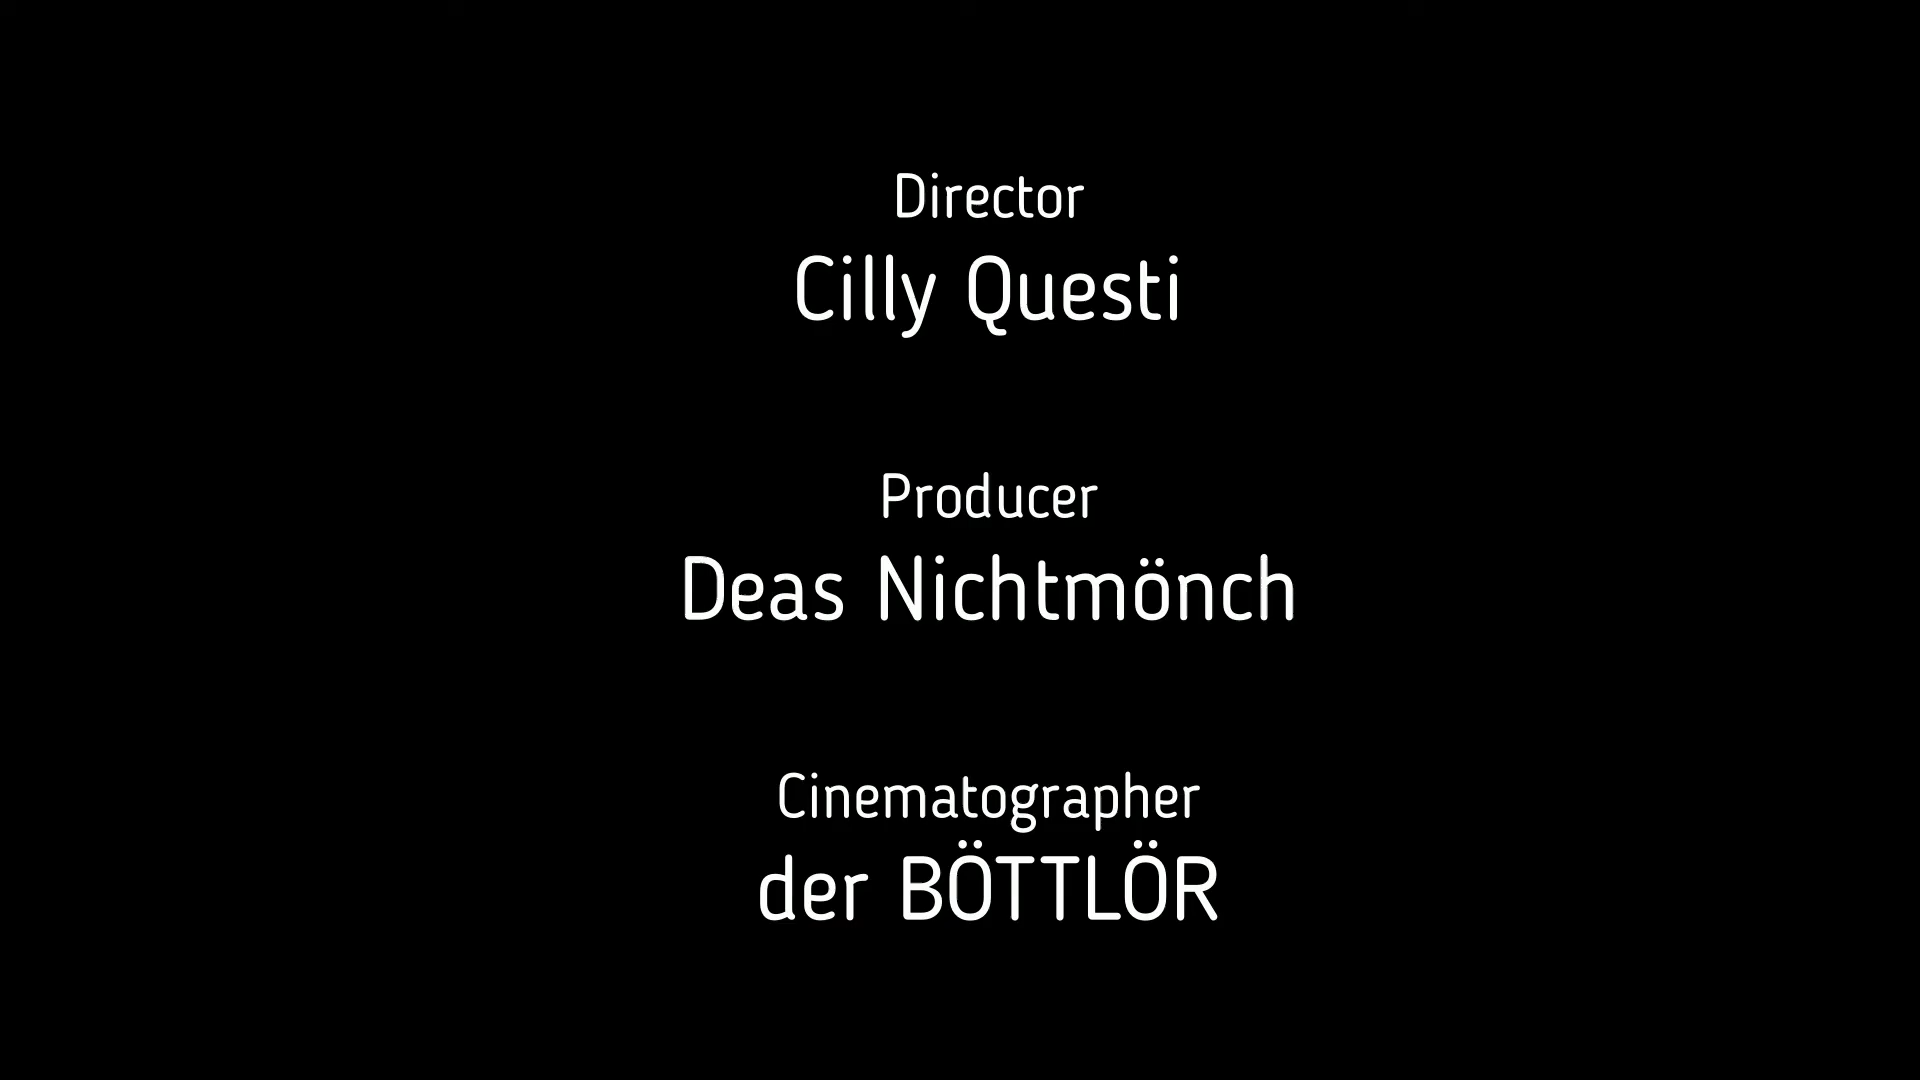 Director
Cilly Questi
Producer
Deas Nichtmönch
Cinematographer
der BÖTTLÖR